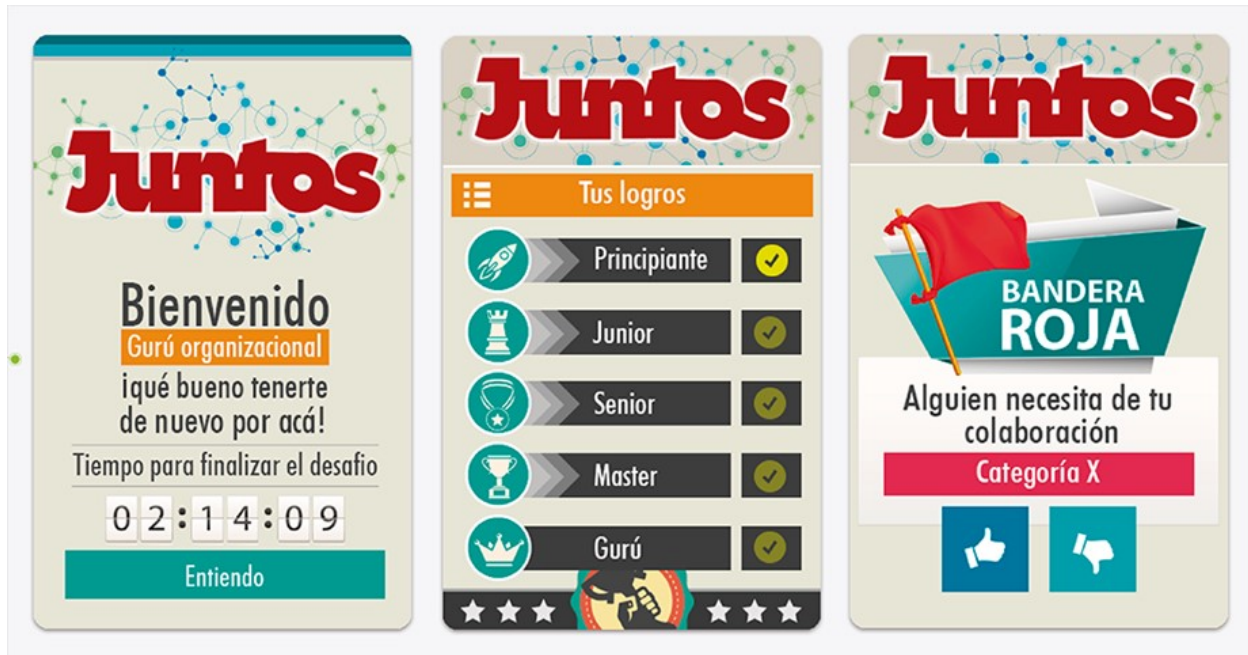 Juntos
Bienvenido
Gurú organizacional
¡qué bueno tenerte
de nuevo por acá!
Tiempo para finalizar el desafio
02:14:09
Entiendo
Juntos
Tus logros
Principiante
Junior
Senior
Master
Gurú
Juntos
BANDERA
ROJA
Alguien necesita de tu
colaboración
Categoría X